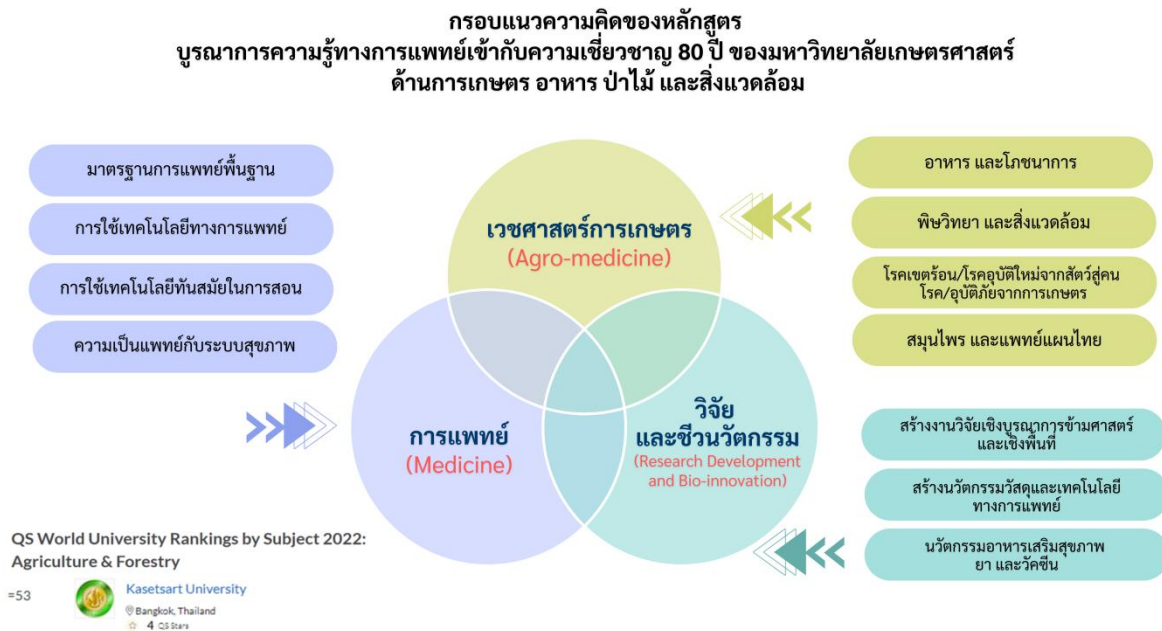 กรอบแนวความคิดของหลักสูตร
บูรณาการความรู้ทางการแพทย์เข้ากับความเชี่ยวชาญ 80 ปี ของมหาวิทยาลัยเกษตรศาสตร์
ด้านการเกษตร อาหาร ป่าไม้ และสิ่งแวดล้อม
มาตรฐานการแพทย์พื้นฐาน
การใช้เทคโนโลยีทางการแพทย์
การใช้เทคโนโลยีทันสมัยในการสอน
ความเป็นแพทย์กับระบบสุขภาพ
เวชศาสตร์การเกษตร
(Agro-medicine)
การแพทย์
(Medicine)
วิจัย
และชีวนวัตกรรม
(Research Development
and Bio-innovation)
อาหาร และโภชนาการ
พิษวิทยา และสิ่งแวดล้อม
โรคเขตร้อน/โรคอุบัติใหม่จากสัตว์สู่คน
โรค/อุบัติภัยจากการเกษตร
สมุนไพร และแพทย์แผนไทย
สร้างงานวิจัยเชิงบูรณาการข้ามศาสตร์
และเชิงพื้นที่
สร้างนวัตกรรมวัสดุและเทคโนโลยี
ทางการแพทย์
นวัตกรรมอาหารเสริมสุขภาพ
ยา และวัคซีน
QS World University Rankings by Subject 2022:
Agriculture & Forestry
=53
Kasetsart University
Bangkok, Thailand
4 QS Stars